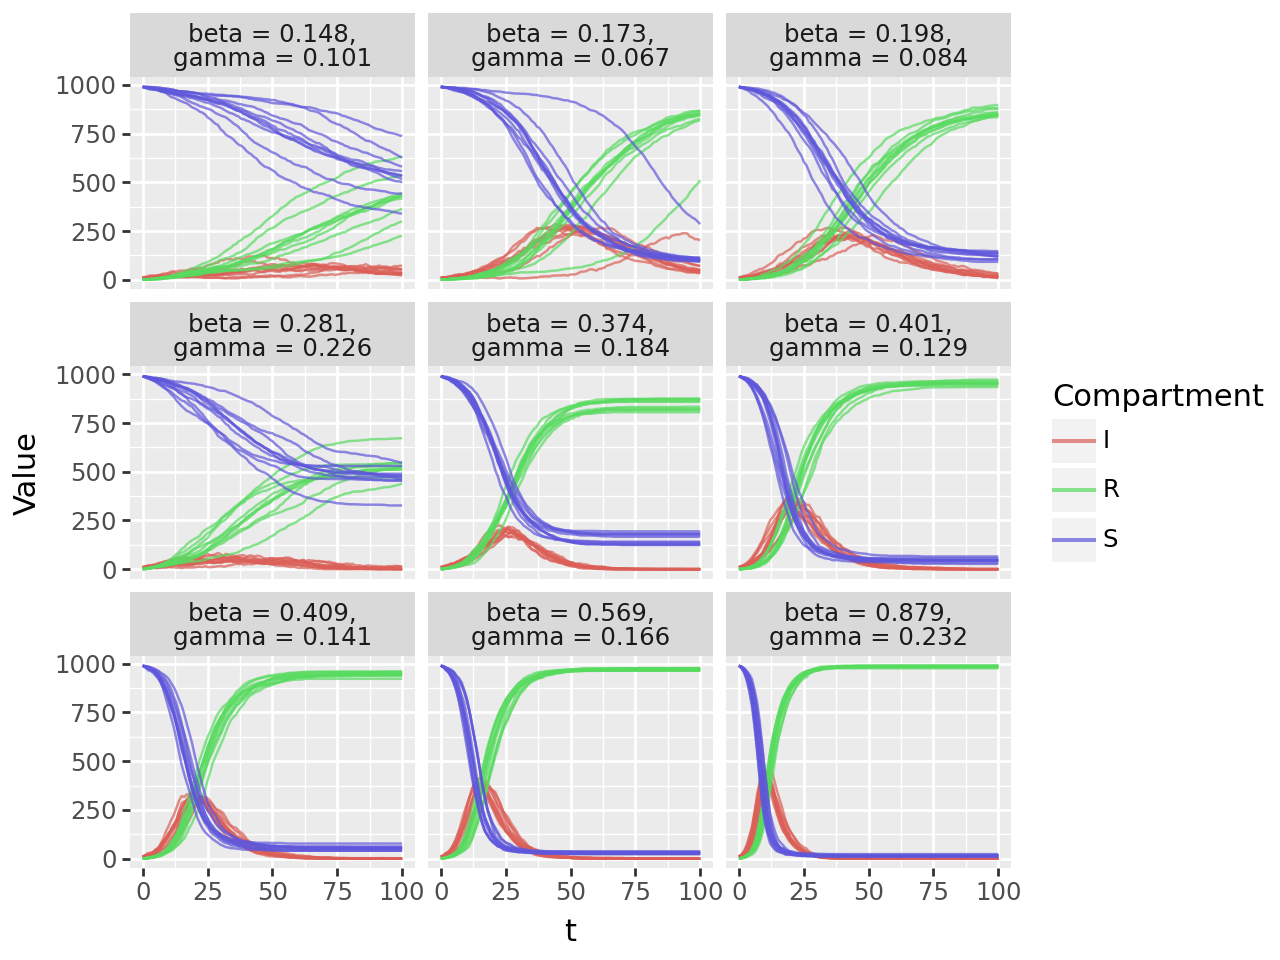 beta = 0.148,
gamma = 0.101
beta = 0.173,
gamma = 0.067
beta = 0.198,
gamma = 0.084
1000
750
500
250
0
beta = 0.281,
gamma = 0.226
beta = 0.374,
gamma = 0.184
beta = 0.401,
gamma = 0.129
1000
750
500
250
0
beta = 0.409,
gamma = 0.141
beta = 0.569,
gamma = 0.166
beta = 0.879,
gamma = 0.232
1000
750
500
250
0
0 25 50 75 100 0 25 50 75 100 0 25 50 75 100
t
Value
Compartment
I
R
S